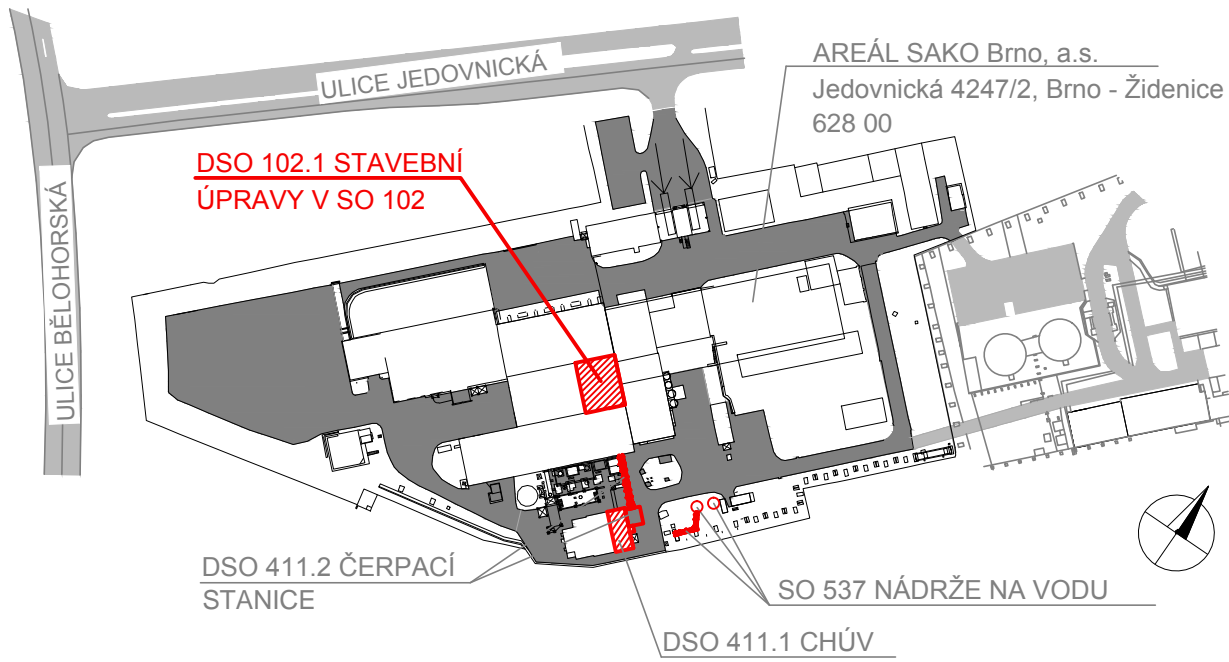 ULICE JEDOVNICKÁ
AREÁL SAKO Brno, a.s.
Jedovnická 4247/2, Brno - Židenice
628 00
DSO 102.1 STAVEBNÍ
ÚPRAVY V SO 102
ULICE BĚLOHORSKÁ
DSO 411.2 ČERPACÍ
STANICE
SO 537 NÁDRŽE NA VODU
DSO 411.1 CHÚV